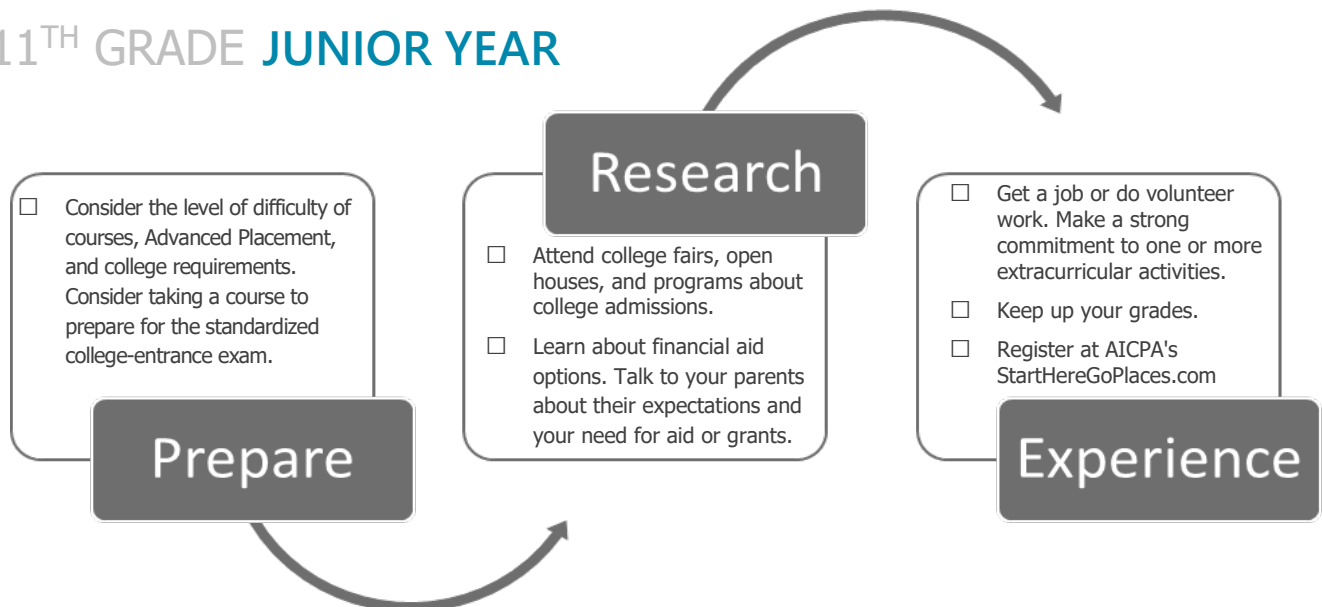 11TH GRADE JUNIOR YEAR
☐ Consider the level of difficulty of
courses, Advanced Placement,
and college requirements.
Consider taking a course to
prepare for the standardized
college-entrance exam.
Prepare
Research
☐ Attend college fairs, open
houses, and programs about
college admissions.
☐ Learn about financial aid
options. Talk to your parents
about their expectations and
your need for aid or grants.
☐ Get a job or do volunteer
work. Make a strong
commitment to one or more
extracurricular activities.
☐ Keep up your grades.
☐ Register at AICPA's
StartHereGoPlaces.com
Experience